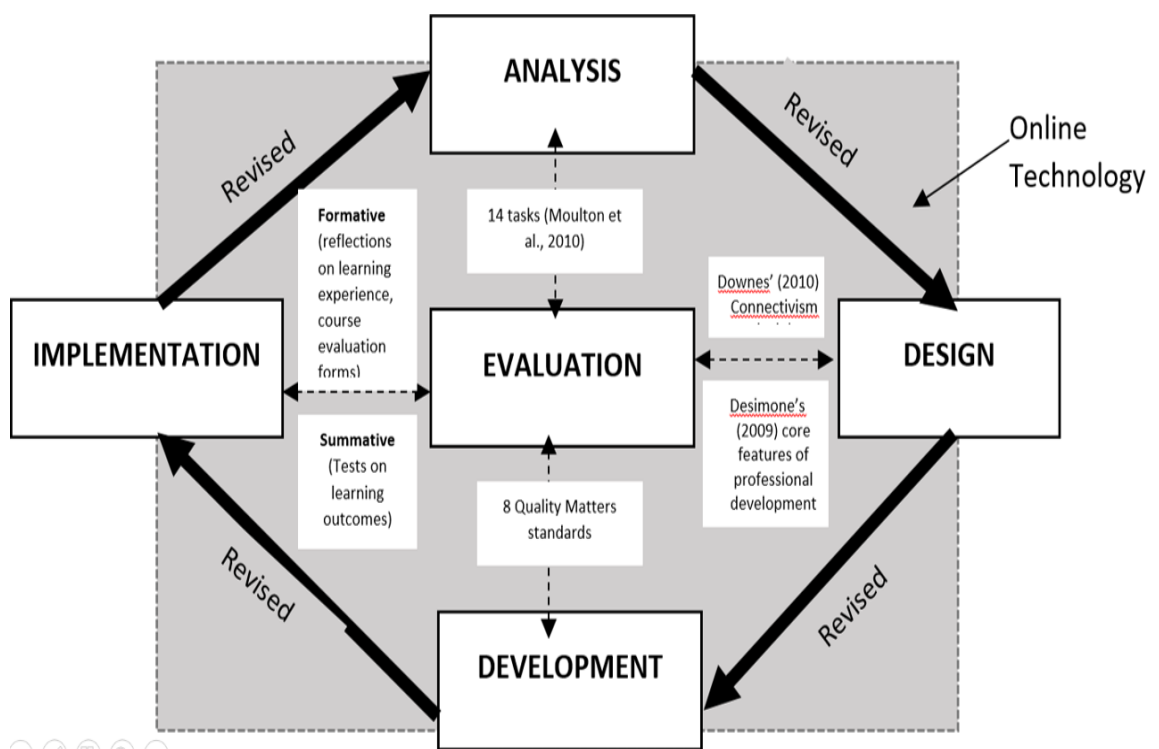 ANALYSIS
Revised
Revised
Online
Technology
Formative
(reflections
on learning
experience,
course
evaluation
forms)
14 tasks (Moulton et
al., 2010)
Downes’ (2010)
Connectivism
IMPLEMENTATION
EVALUATION
DESIGN
Summative
(Tests on
learning
outcomes)
Desimone’s
(2009) core
features of
professional
development
8 Quality Matters
standards
Revised
Revised
DEVELOPMENT